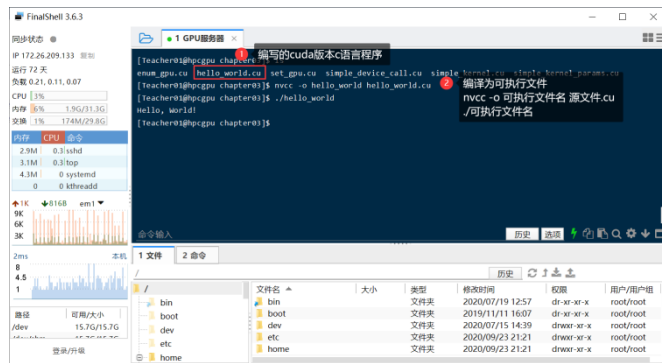 FinalShell 3.6.3
同步状态
IP 172.26.209.133 复制
运行 72 天
负载 0.21, 0.11, 0.07
CPU 3%
内存 6% 1.9G/31.3G
交换 1% 174M/29.8G
内存 CPU 命令
2.9M 0.3 sshd
3.1M 0.3 top
4.3M 0 systemd
0 0 kthreadd
1K 816B em1
9K
6K
3K
2ms 本机
8
4.5
1
路径 可用/大小
/dev 15.7G/15.7G
登录/升级
1 GPU服务器
1 编写的cuda版本c语言程序
[Teacher01@hpcgpu chapter03]$
enum_gpu.cu hello_world.cu set_gpu.cu simple_device_call.cu simple_kernel.cu simple_kernel_params.cu
[Teacher01@hpcgpu chapter03]$ nvcc -o hello_world hello_world.cu
[Teacher01@hpcgpu chapter03]$ ./hello_world
Hello, World!
[Teacher01@hpcgpu chapter03]$
2 编译为可执行文件
nvcc -o 可执行文件名 源文件.cu
./可执行文件名
命令输入
历史 选项
1 文件 2 命令
/ 历史
/
bin
boot
dev
etc
home
文件名 大小 类型 修改时间 权限 用户/用户组
bin 文件夹 2020/07/19 12:57 dr-xr-xr-x root/root
boot 文件夹 2019/11/11 16:07 dr-xr-xr-x root/root
dev 文件夹 2020/07/15 14:39 drwxr-xr-x root/root
etc 文件夹 2020/09/23 21:21 drwxr-xr-x root/root
home 文件夹 2020/09/23 21:21 drwxr-xr-x root/root